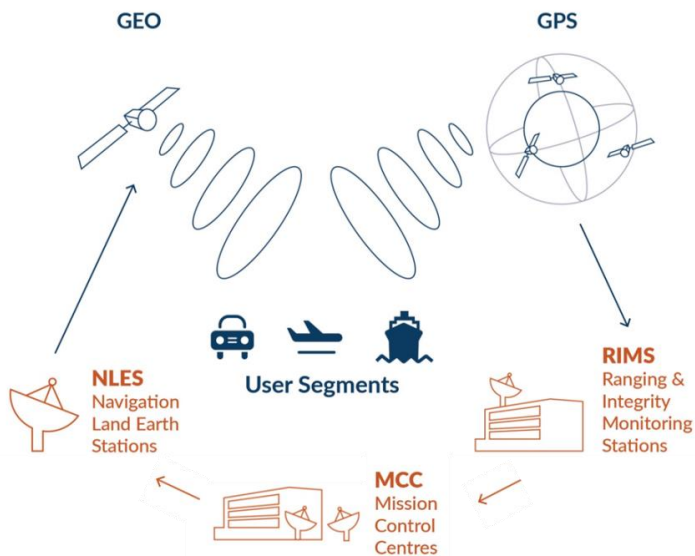 GEO
GPS
User Segments
NLES
Navigation
Land Earth
Stations
RIMS
Ranging &
Integrity
Monitoring
Stations
MCC
Mission
Control
Centres